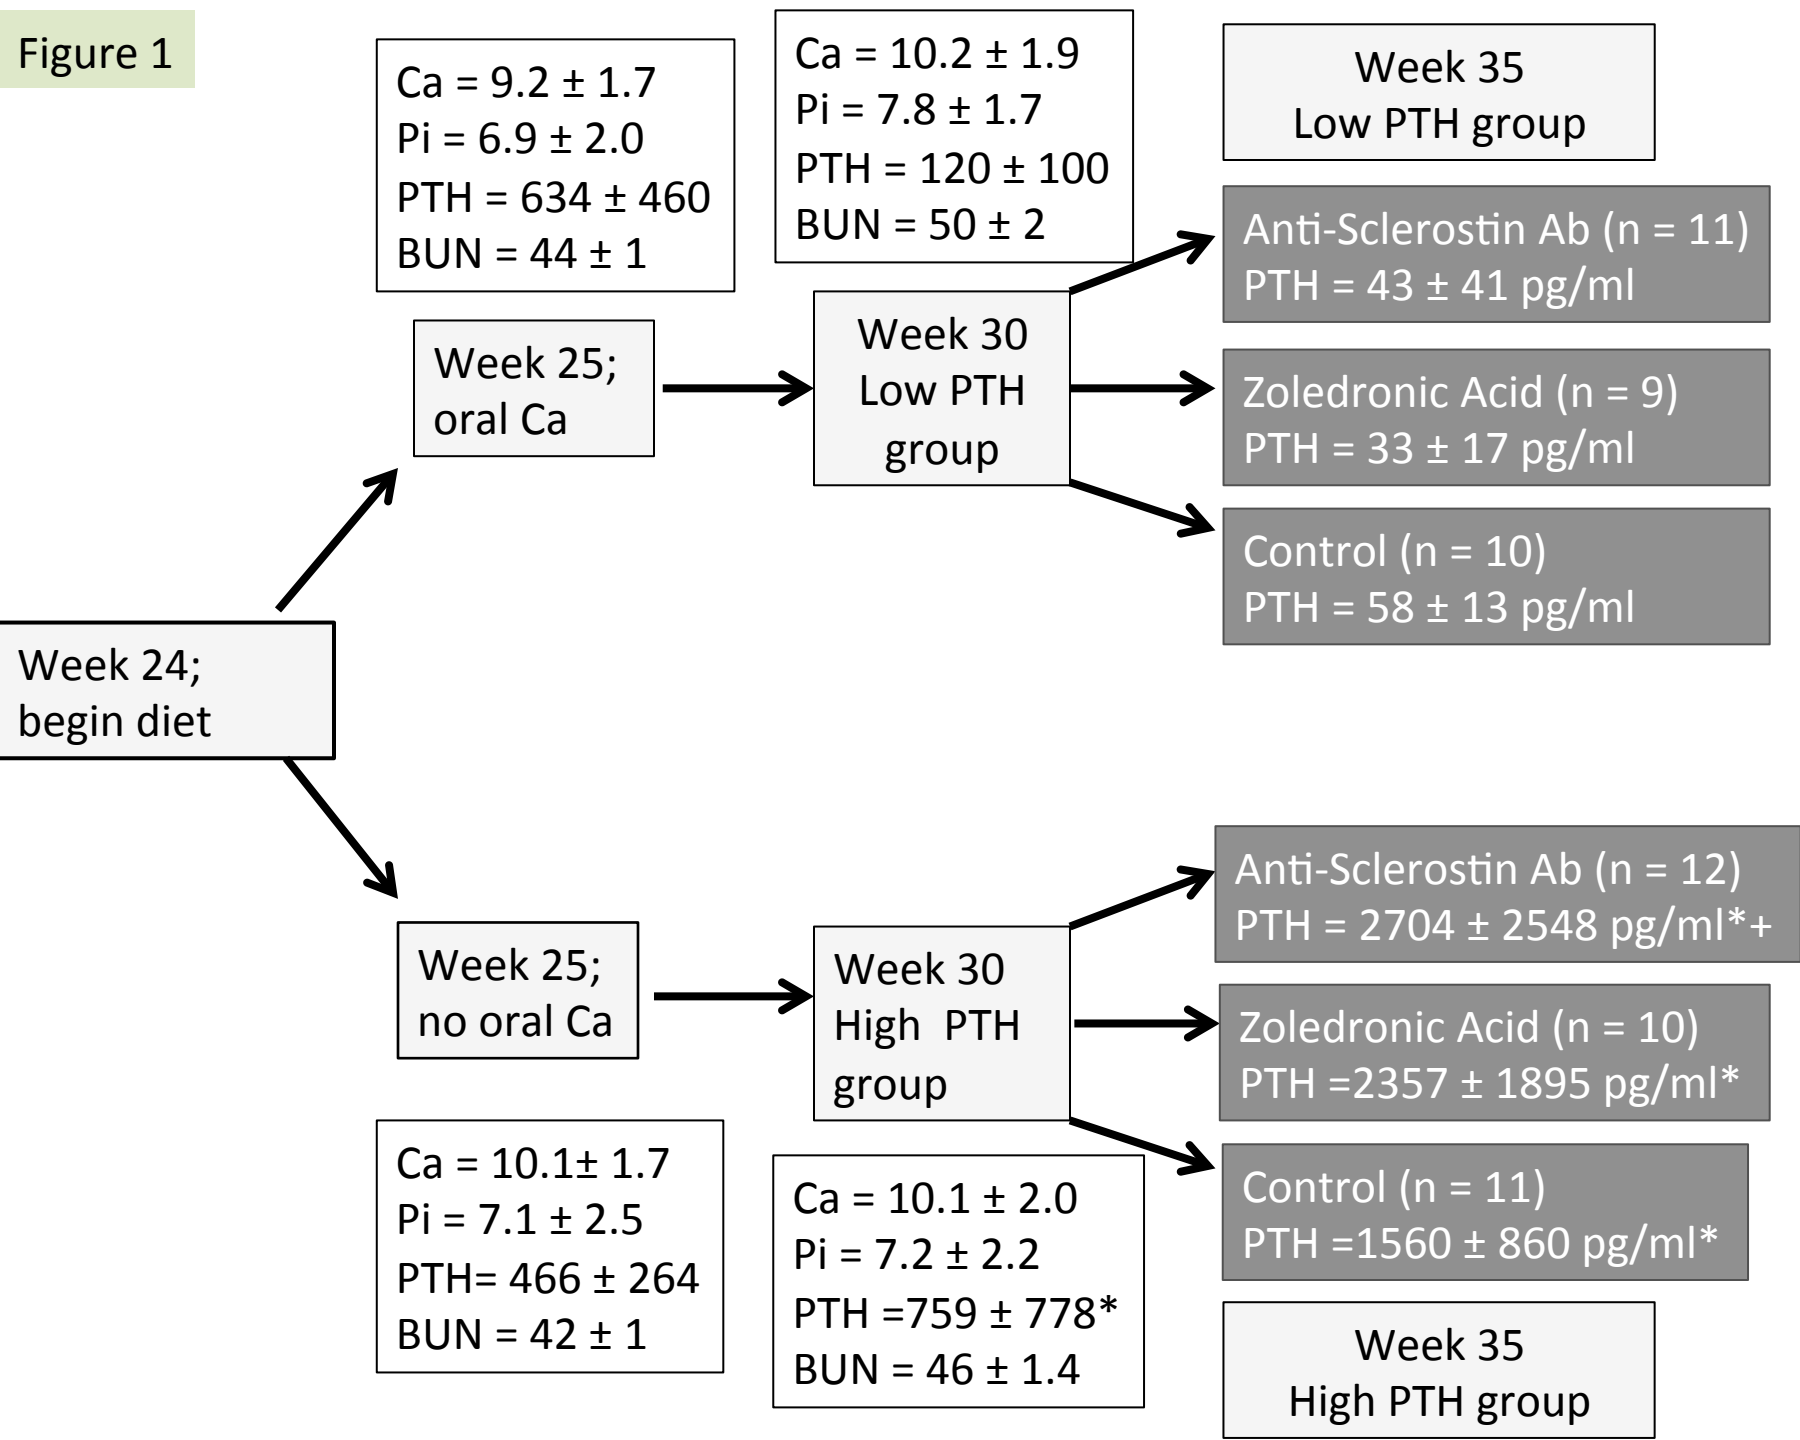 Figure 1
Ca = 9.2 ± 1.7
Pi = 6.9 ± 2.0
PTH = 634 ± 460
BUN = 44 ± 1
Ca = 10.2 ± 1.9
Pi = 7.8 ± 1.7
PTH = 120 ± 100
BUN = 50 ± 2
Week 35
Low PTH group
Anti-Sclerostin Ab (n = 11)
PTH = 43 ± 41 pg/ml
Week 25;
oral Ca
Week 30
Low PTH
group
Zoledronic Acid (n = 9)
PTH = 33 ± 17 pg/ml
Control (n = 10)
PTH = 58 ± 13 pg/ml
Week 24;
begin diet
Week 25;
no oral Ca
Week 30
High  PTH
group
Anti-Sclerostin Ab (n = 12)
PTH = 2704 ± 2548 pg/ml*+
Zoledronic Acid (n = 10)
PTH =2357 ± 1895 pg/ml*
Control (n = 11)
PTH =1560 ± 860 pg/ml*
Ca = 10.1± 1.7
Pi = 7.1 ± 2.5
PTH= 466 ± 264
BUN = 42 ± 1
Ca = 10.1 ± 2.0
Pi = 7.2 ± 2.2
PTH =759 ± 778*
BUN = 46 ± 1.4
Week 35
High PTH group